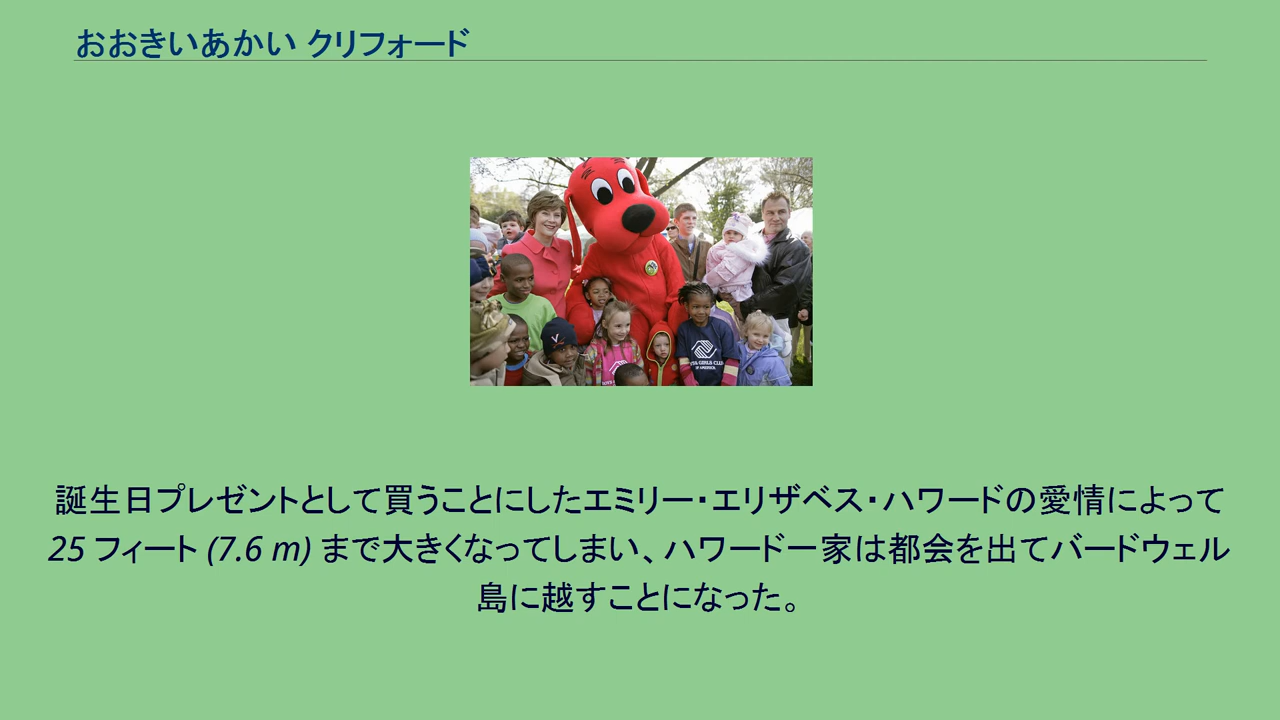 おおきいあかい クリフォード
誕生日プレゼントとして買うことにしたエミリー・エリザベス・ハワードの愛情によって
25 フィート (7.6 m) まで大きくなってしまい、ハワード一家は都会を出てバードウェル
島に越すことになった。
GIRLS CLUB
OF AMERICA